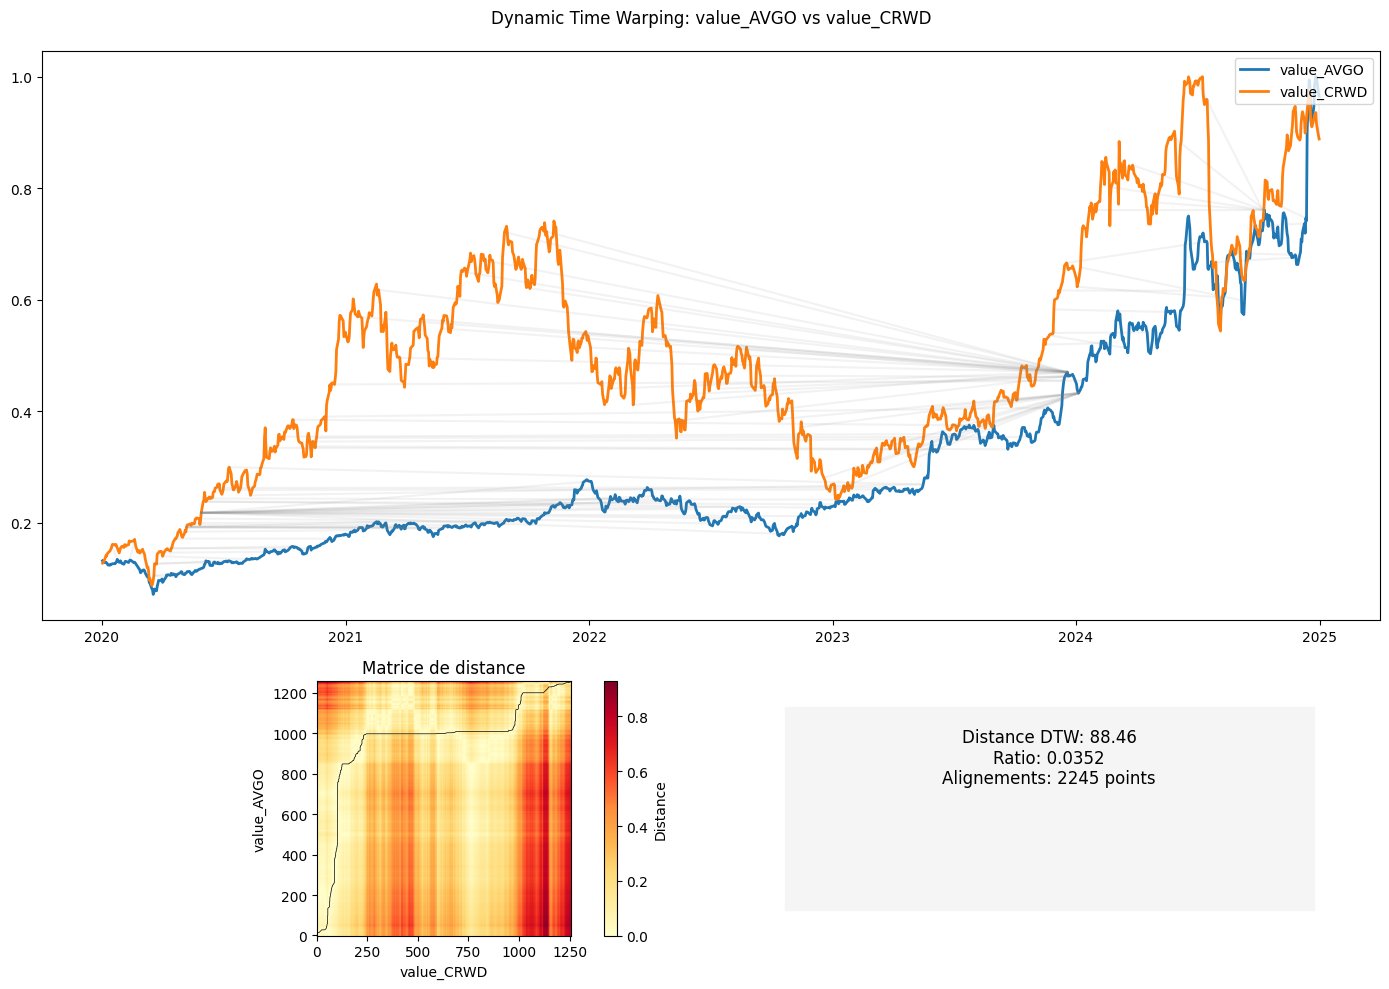 Dynamic Time Warping: value_AVGO vs value_CRWD
value_AVGO
value_CRWD
1.0
0.8
0.6
0.4
0.2
2020 2021 2022 2023 2024 2025
Matrice de distance
value_AVGO
1200
1000
800
600
400
200
0
0 250 500 750 1000 1250
value_CRWD
0.8
0.6
0.4
0.2
0.0
Distance
Distance DTW: 88.46
Ratio: 0.0352
Alignements: 2245 points